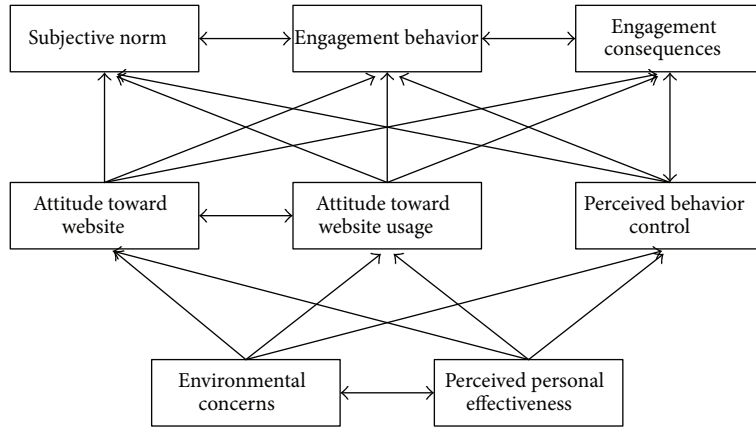 Subjective norm
Engagement behavior
Engagement
consequences
Attitude toward
website
Attitude toward
website usage
Perceived behavior
control
Environmental
concerns
Perceived personal
effectiveness